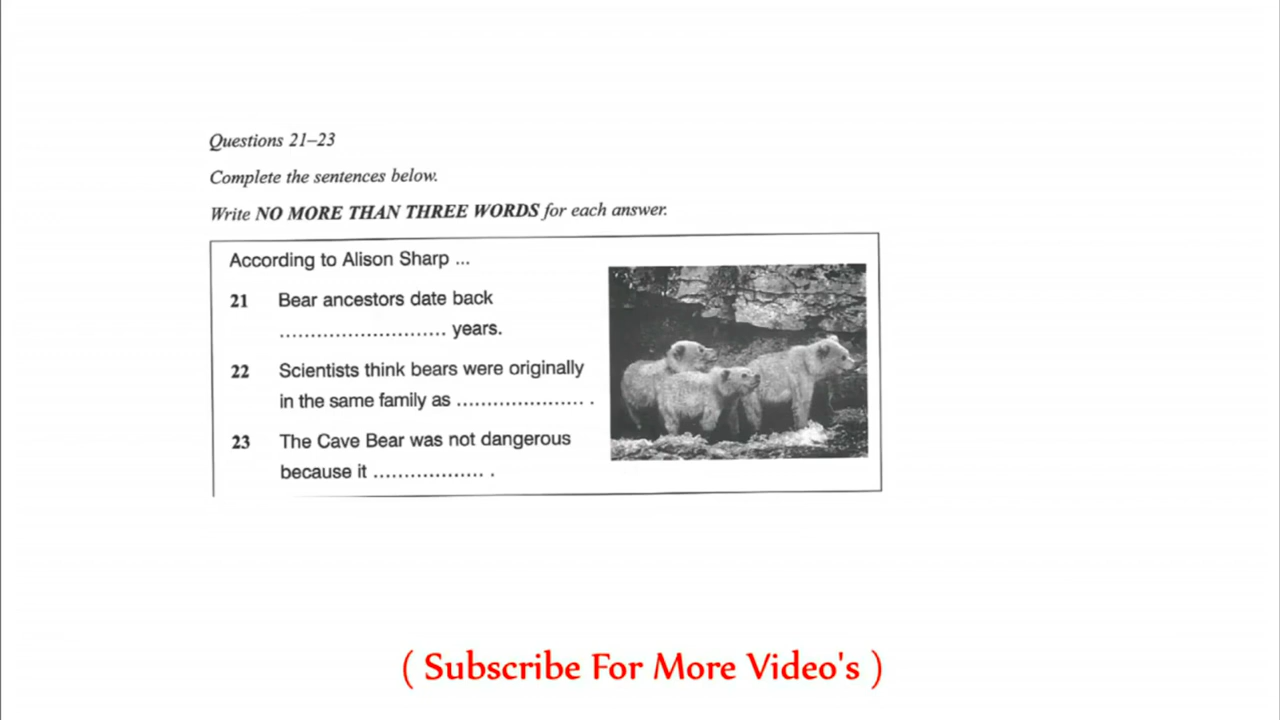 Questions 21–23
Complete the sentences below.
Write NO MORE THAN THREE WORDS for each answer.
According to Alison Sharp ...
21 Bear ancestors date back
............................ years.
22 Scientists think bears were originally
in the same family as ...................... .
23 The Cave Bear was not dangerous
because it ................... .
( Subscribe For More Video's )